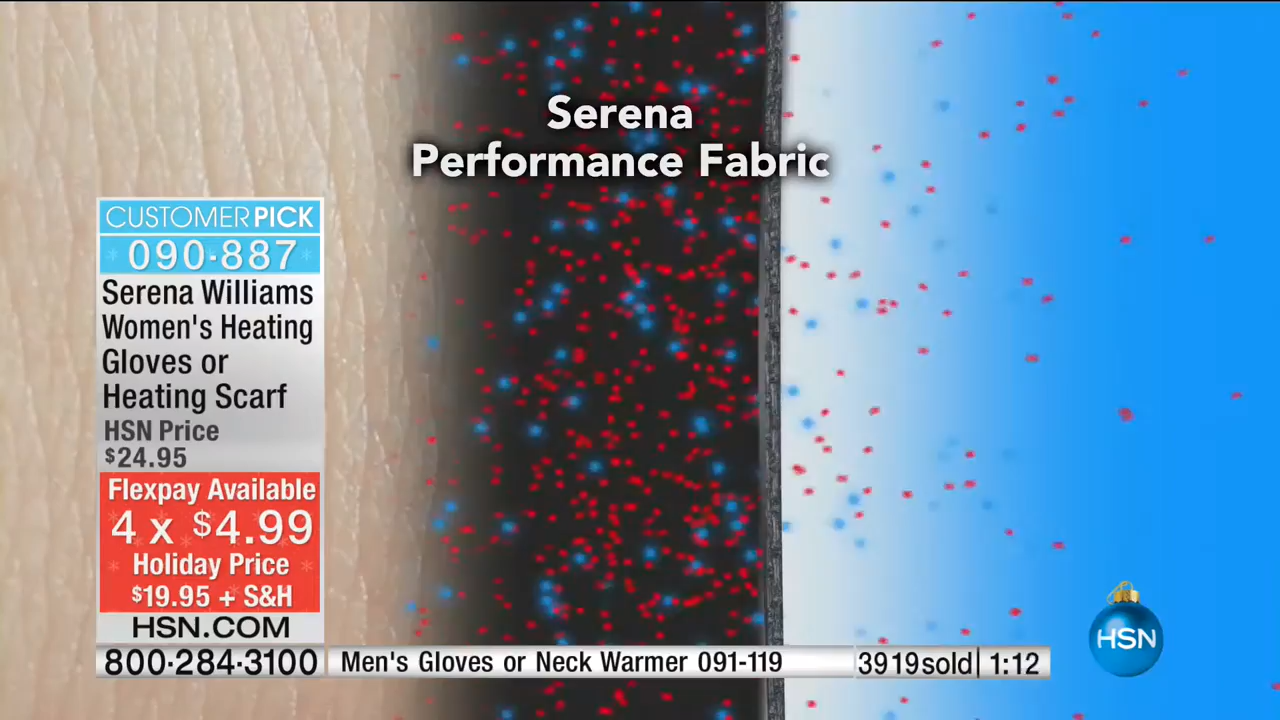 Serena
Performance Fabric
CUSTOMER PICK
090-887
Serena Williams
Women's Heating
Gloves or
Heating Scarf
HSN Price
$24.95
Flexpay Available
4 x $4.99
Holiday Price
$19.95 + S&H
HSN.COM
800-284-3100
Men's Gloves or Neck Warmer 091-119
3919sold
1:12
HSN